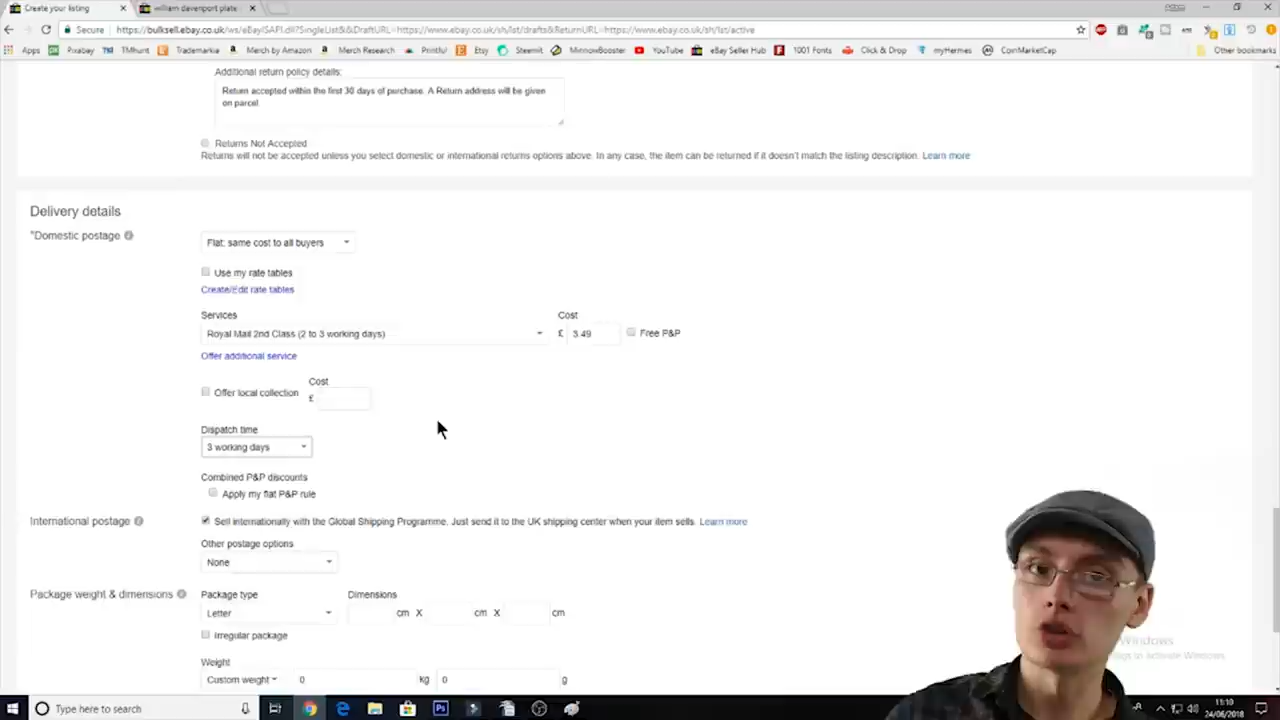 Create your listing
william davenport plate
Secure
https://bulksell.ebay.co.uk/ws/eBayISAPI.dll?SingleList&&DraftURL=https://www.ebay.co.uk/sh/lst/drafts&ReturnURL=https://www.ebay.co.uk/sh/lst/active
Apps Pixabay TMhunt Trademarkia Merch by Amazon Merch Research Printful Etsy Steemit MinnowBooster YouTube eBay Seller Hub 1001 Fonts Click & Drop myHermes CoinMarketCap Other bookmarks
Additional return policy details:
Return accepted within the first 30 days of purchase. A Return address will be given
on parcel
Returns Not Accepted
Returns will not be accepted unless you select domestic or international returns options above. In any case, the item can be returned if it doesn't match the listing description. Learn more
Delivery details
*Domestic postage
Flat: same cost to all buyers
Use my rate tables
Create/Edit rate tables
Services Cost
Royal Mail 2nd Class (2 to 3 working days) £ 3.49 Free P&P
Offer additional service
Cost
Offer local collection £
Dispatch time
3 working days
Combined P&P discounts
Apply my flat P&P rule
International postage
Sell internationally with the Global Shipping Programme. Just send it to the UK shipping center when your item sells. Learn more
Other postage options
None
Package weight & dimensions
Package type Dimensions
Letter cm X cm X cm
Irregular package
Weight
Custom weight 0 kg 0 g
Windows
to Activate Windows.
Type here to search
11:10
24/06/2018